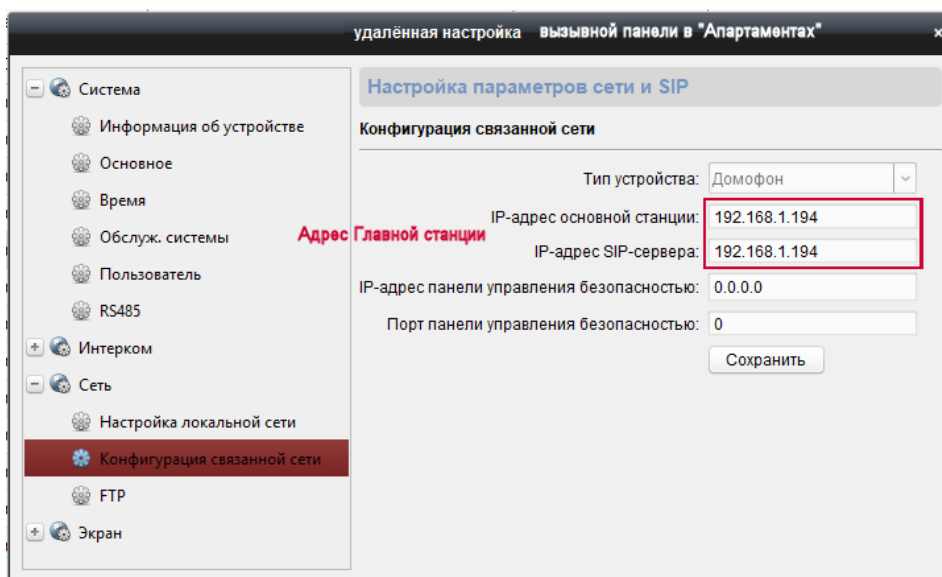 удалённая настройка вызывной панели в "Апартаментах"
Система
Информация об устройстве
Основное
Время
Обслуж. системы
Пользователь
RS485
Интерком
Сеть
Настройка локальной сети
Конфигурация связанной сети
FTP
Экран
Настройка параметров сети и SIP
Конфигурация связанной сети
Тип устройства: Домофон
IP-адрес основной станции: 192.168.1.194
Адрес Главной станции
IP-адрес SIP-сервера: 192.168.1.194
IP-адрес панели управления безопасностью: 0.0.0.0
Порт панели управления безопасностью: 0
Сохранить